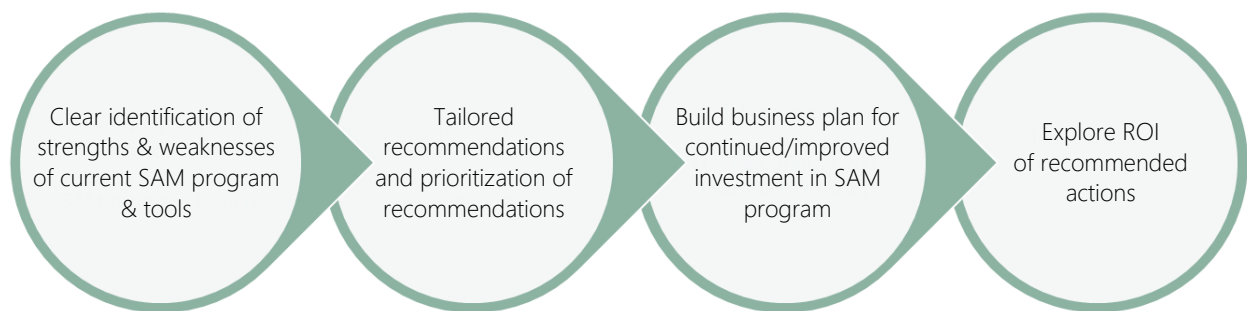 Clear identification of
strengths & weaknesses
of current SAM program
& tools
Tailored
recommendations
and prioritization of
recommendations
Build business plan for
continued/improved
investment in SAM
program
Explore ROI
of recommended
actions